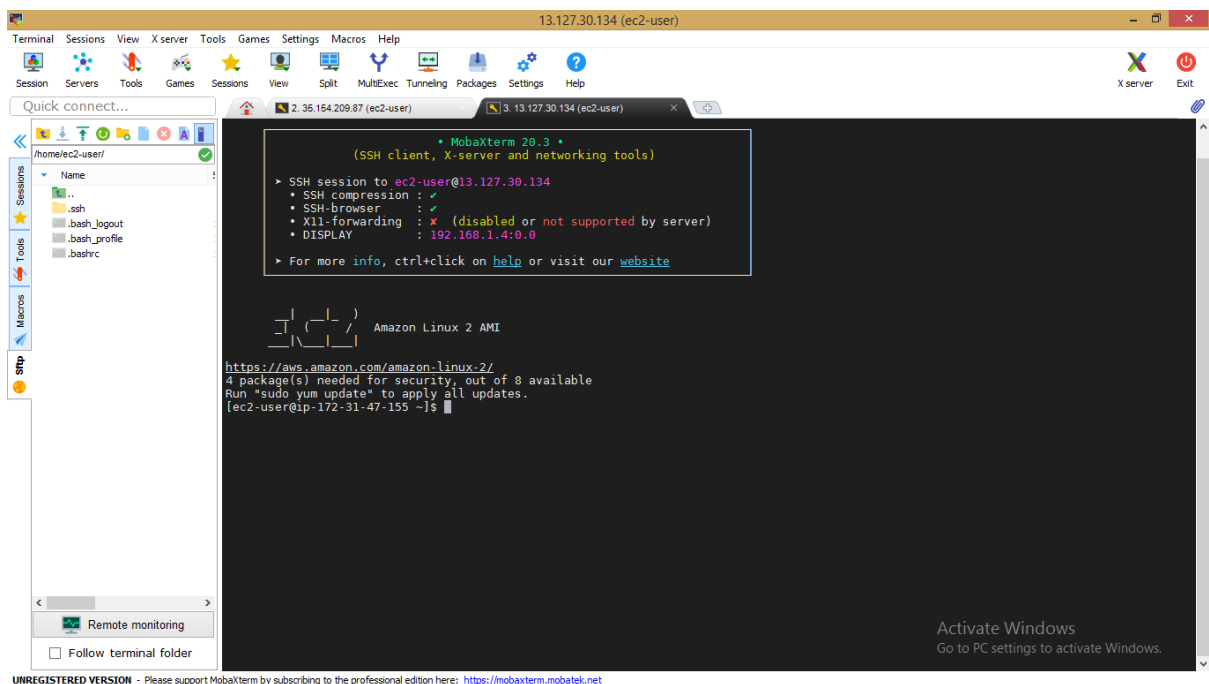 13.127.30.134 (ec2-user)
Terminal Sessions View X server Tools Games Settings Macros Help
Session Servers Tools Games Sessions View Split MultiExec Tunneling Packages Settings Help X server Exit
Quick connect...
2. 35.154.209.87 (ec2-user)
3. 13.127.30.134 (ec2-user)
/home/ec2-user/
Name
..
.ssh
.bash_logout
.bash_profile
.bashrc
Sessions
Tools
Macros
Sftp
• MobaXterm 20.3 •
(SSH client, X-server and networking tools)
➤ SSH session to ec2-user@13.127.30.134
• SSH compression : ✔
• SSH-browser : ✔
• X11-forwarding : ✘ (disabled or not supported by server)
• DISPLAY : 192.168.1.4:0.0
➤ For more info, ctrl+click on help or visit our website
__| __|_ )
_| ( / Amazon Linux 2 AMI
___|\___|___|
https://aws.amazon.com/amazon-linux-2/
4 package(s) needed for security, out of 8 available
Run "sudo yum update" to apply all updates.
[ec2-user@ip-172-31-47-155 ~]$
Remote monitoring
Follow terminal folder
Activate Windows
Go to PC settings to activate Windows.
UNREGISTERED VERSION - Please support MobaXterm by subscribing to the professional edition here: https://mobaxterm.mobatek.net